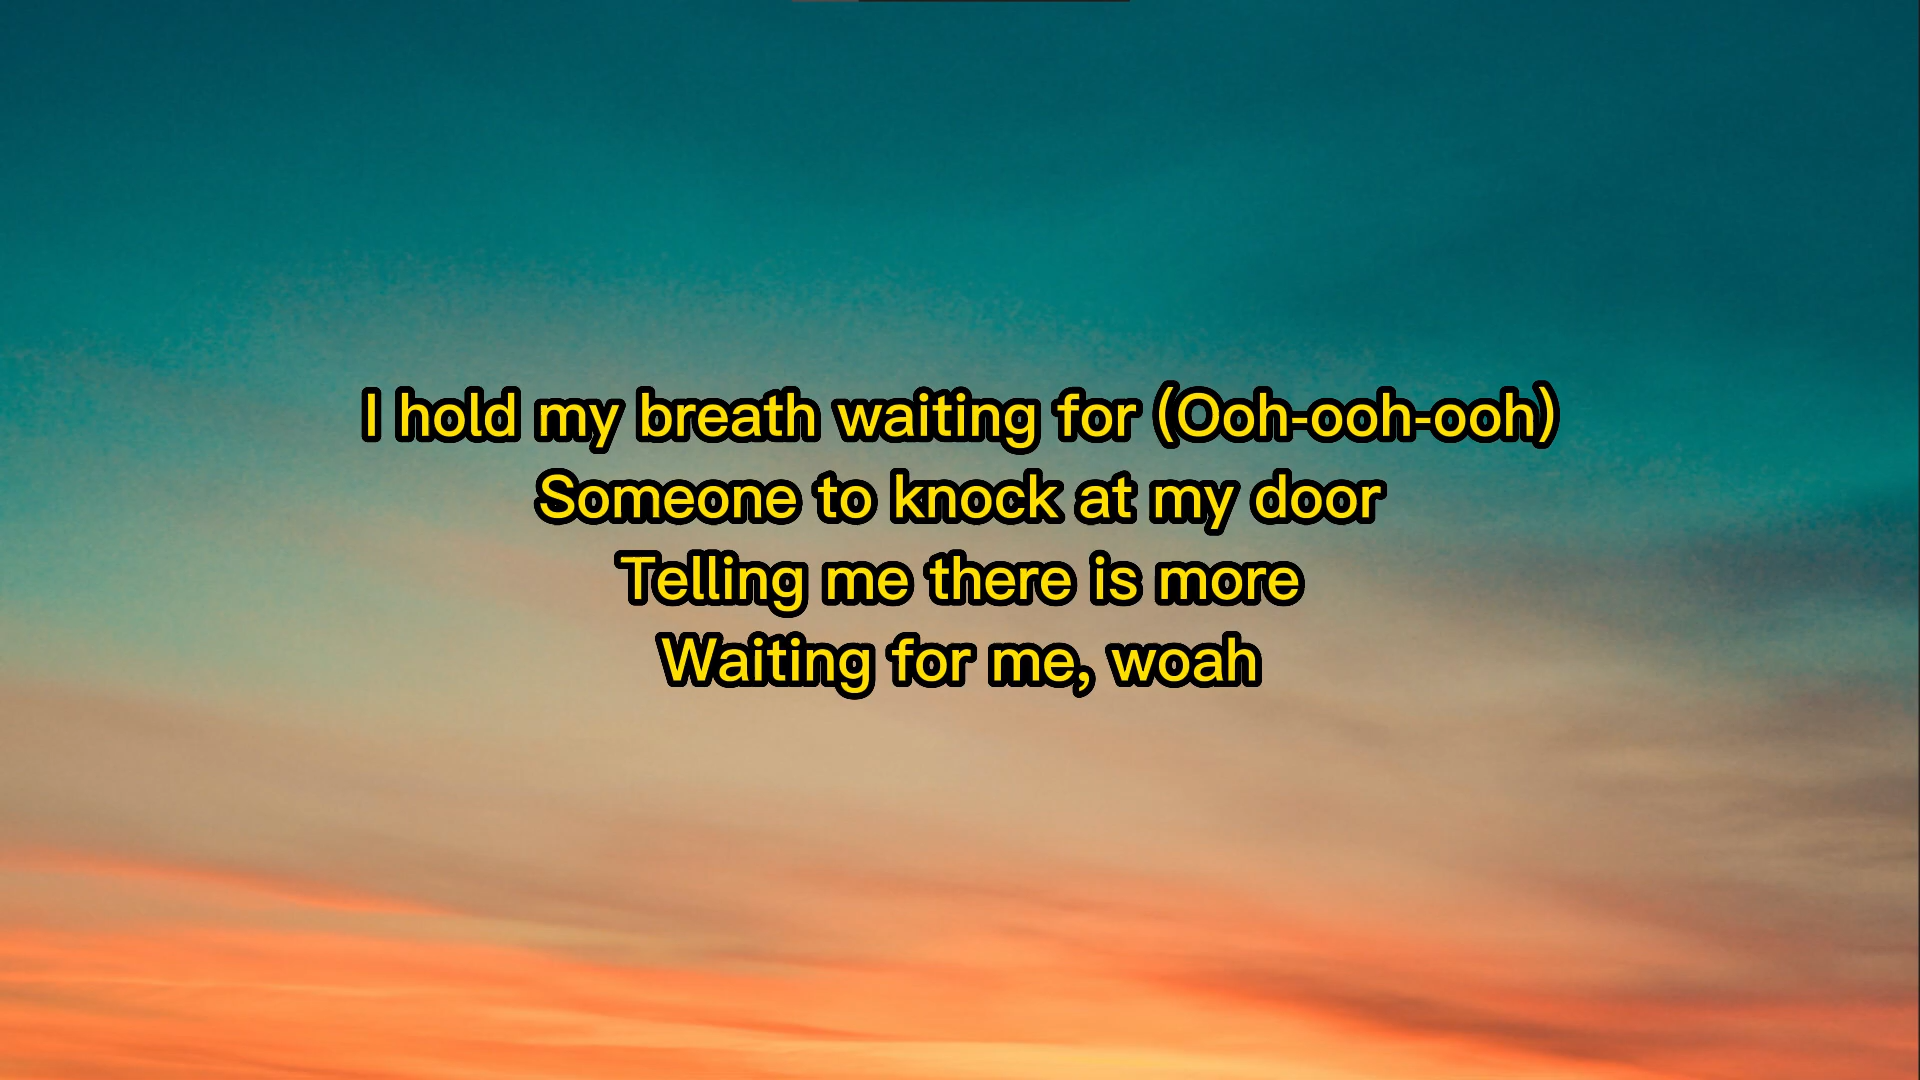 I hold my breath waiting for (Ooh-ooh-ooh)
Someone to knock at my door
Telling me there is more
Waiting for me, woah